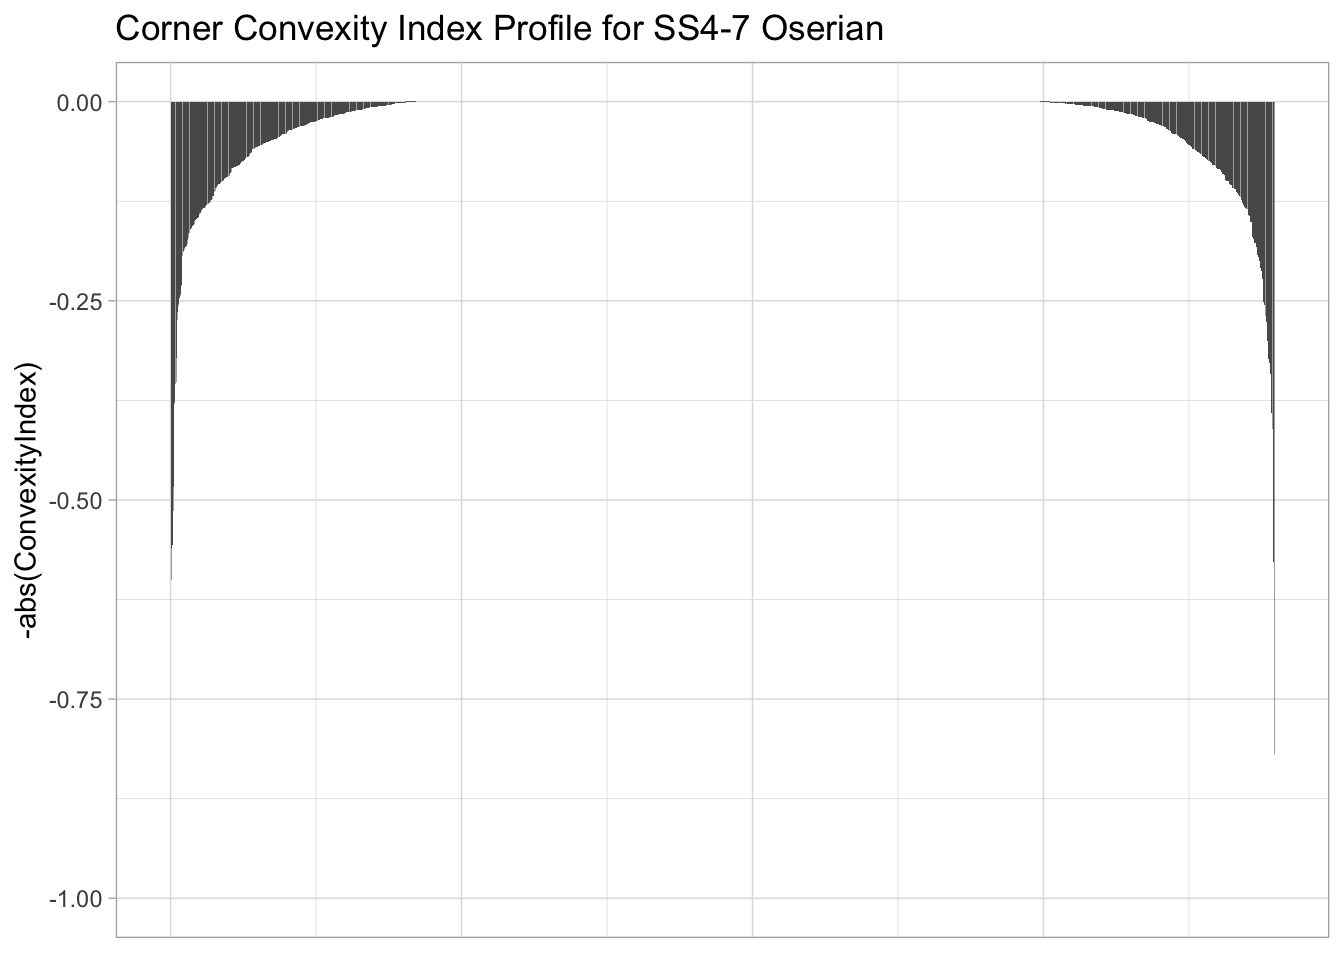 Corner Convexity Index Profile for SS4-7 Oserian
0.00
-0.25
-0.50
-0.75
-1.00
-abs(ConvexityIndex)